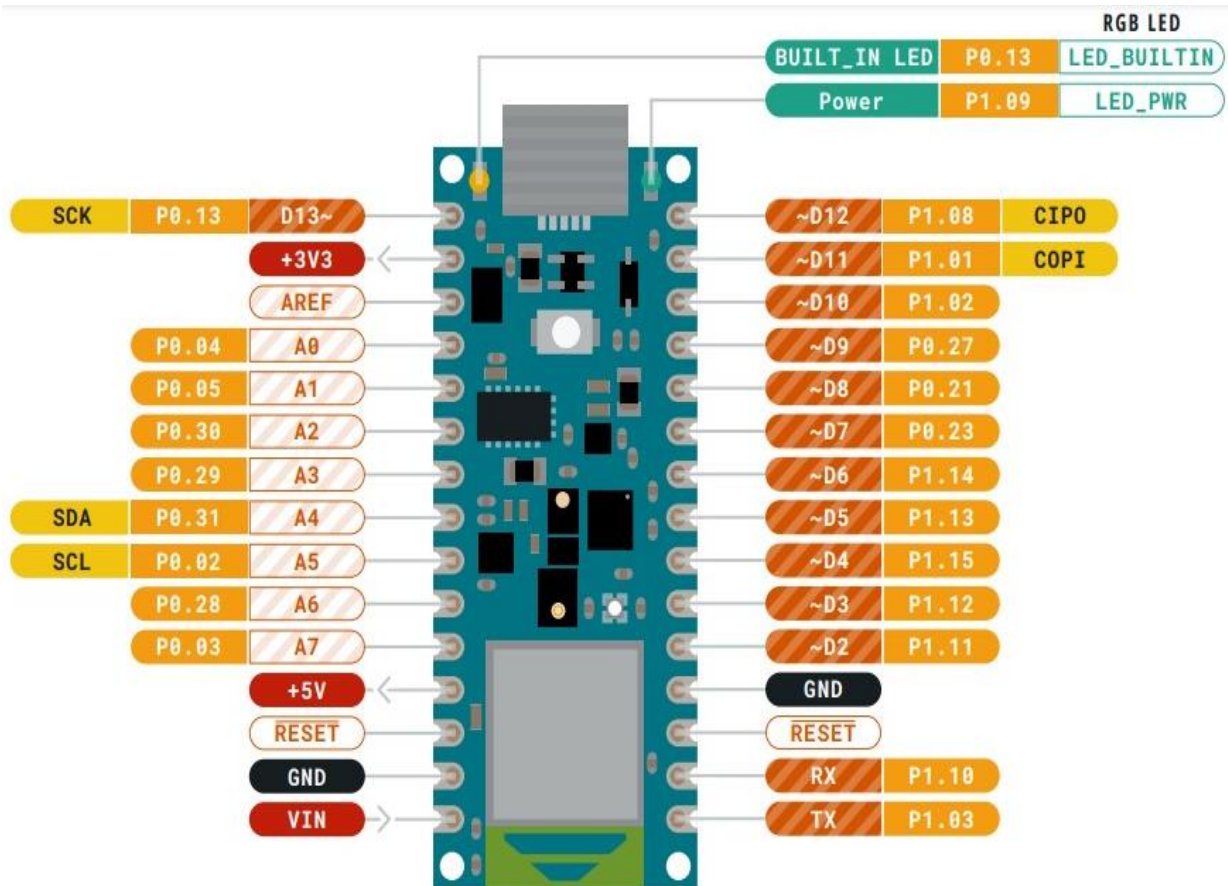 RGB LED
BUILT_IN LED P0.13 LED_BUILTIN
Power P1.09 LED_PWR
SCK P0.13 D13~ ~D12 P1.08 CIPO
+3V3 ~D11 P1.01 COPI
AREF ~D10 P1.02
P0.04 A0 ~D9 P0.27
P0.05 A1 ~D8 P0.21
P0.30 A2 ~D7 P0.23
P0.29 A3 ~D6 P1.14
SDA P0.31 A4 ~D5 P1.13
SCL P0.02 A5 ~D4 P1.15
P0.28 A6 ~D3 P1.12
P0.03 A7 ~D2 P1.11
+5V GND
RESET RESET
GND RX P1.10
VIN TX P1.03